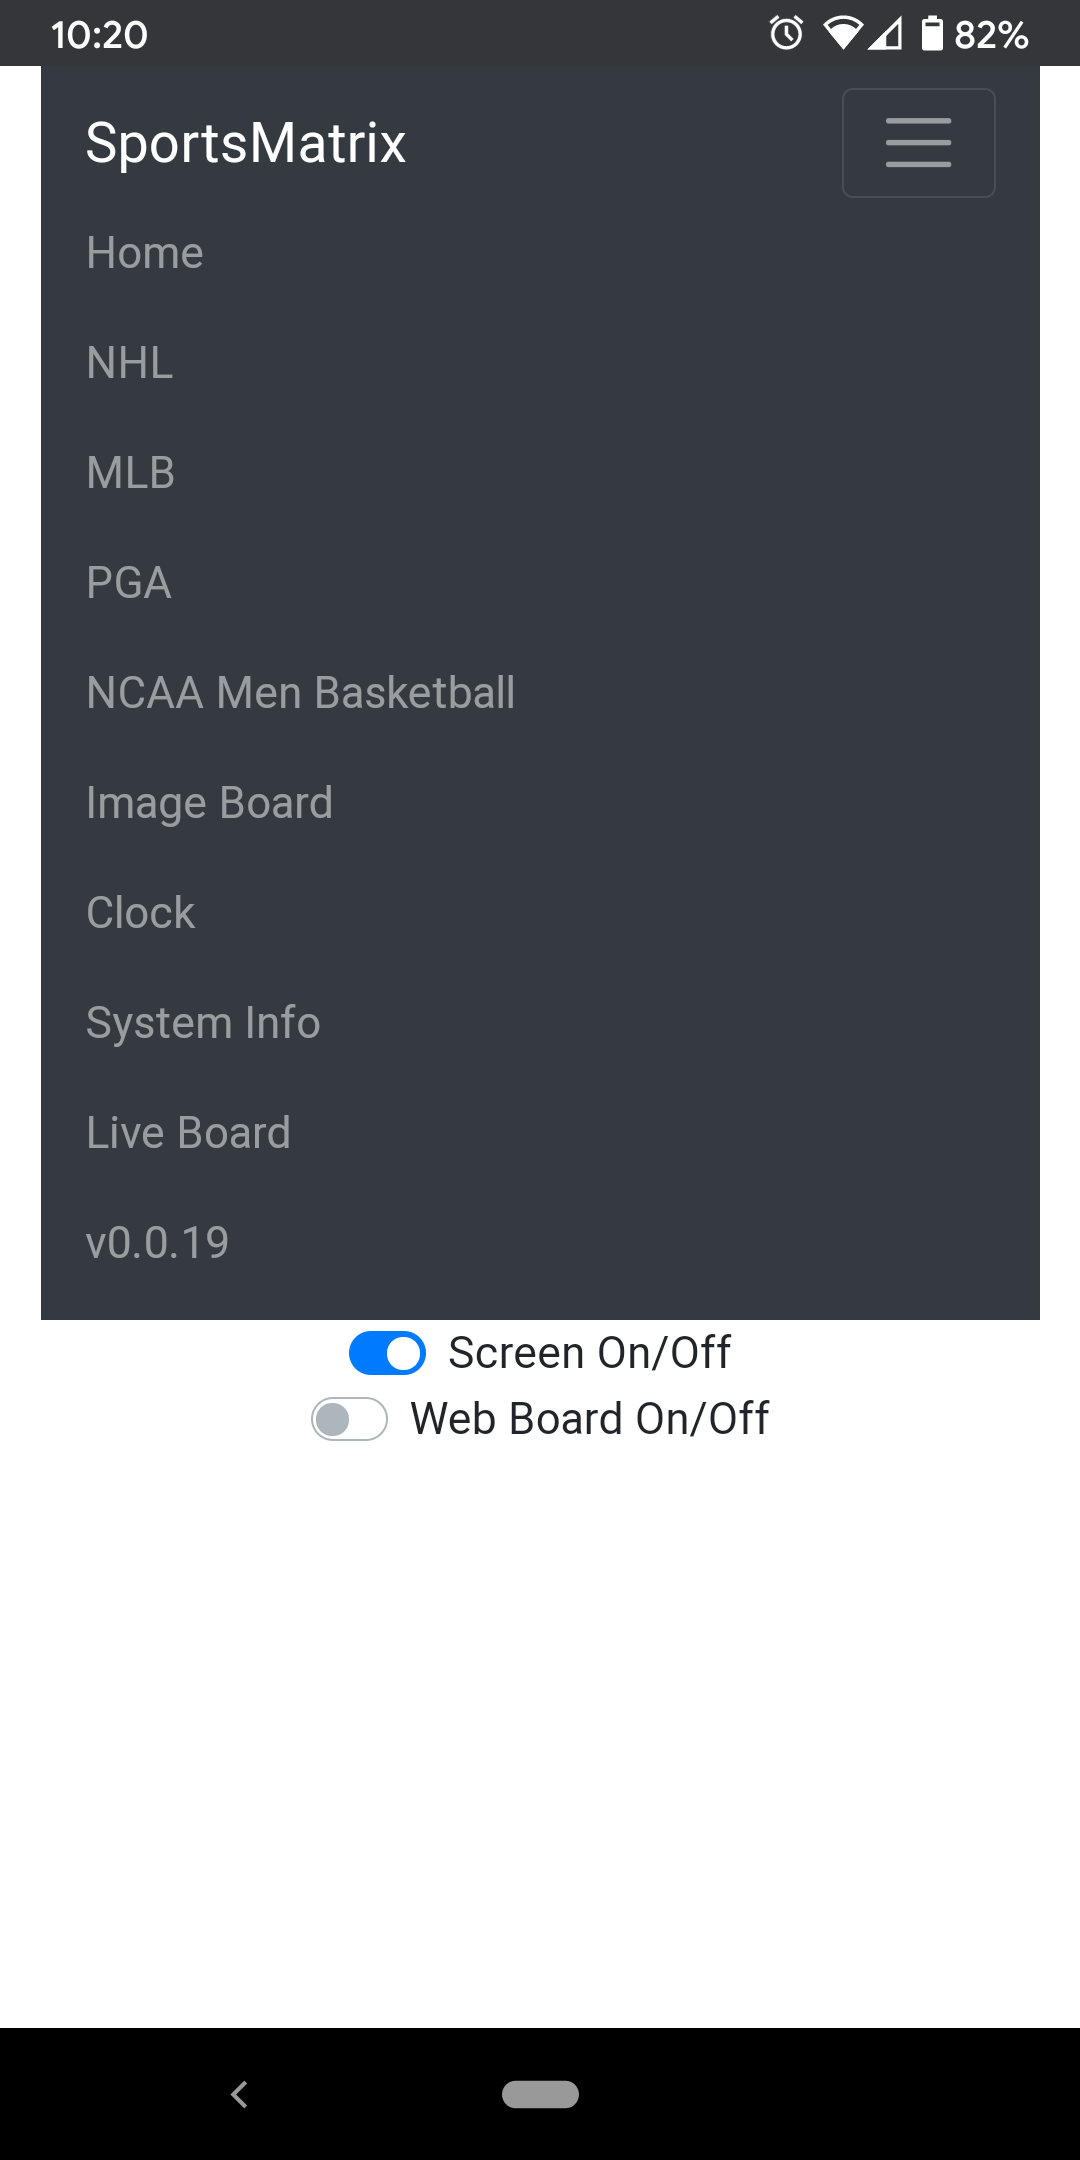 10:20 82%
SportsMatrix
Home
NHL
MLB
PGA
NCAA Men Basketball
Image Board
Clock
System Info
Live Board
v0.0.19
Screen On/Off
Web Board On/Off